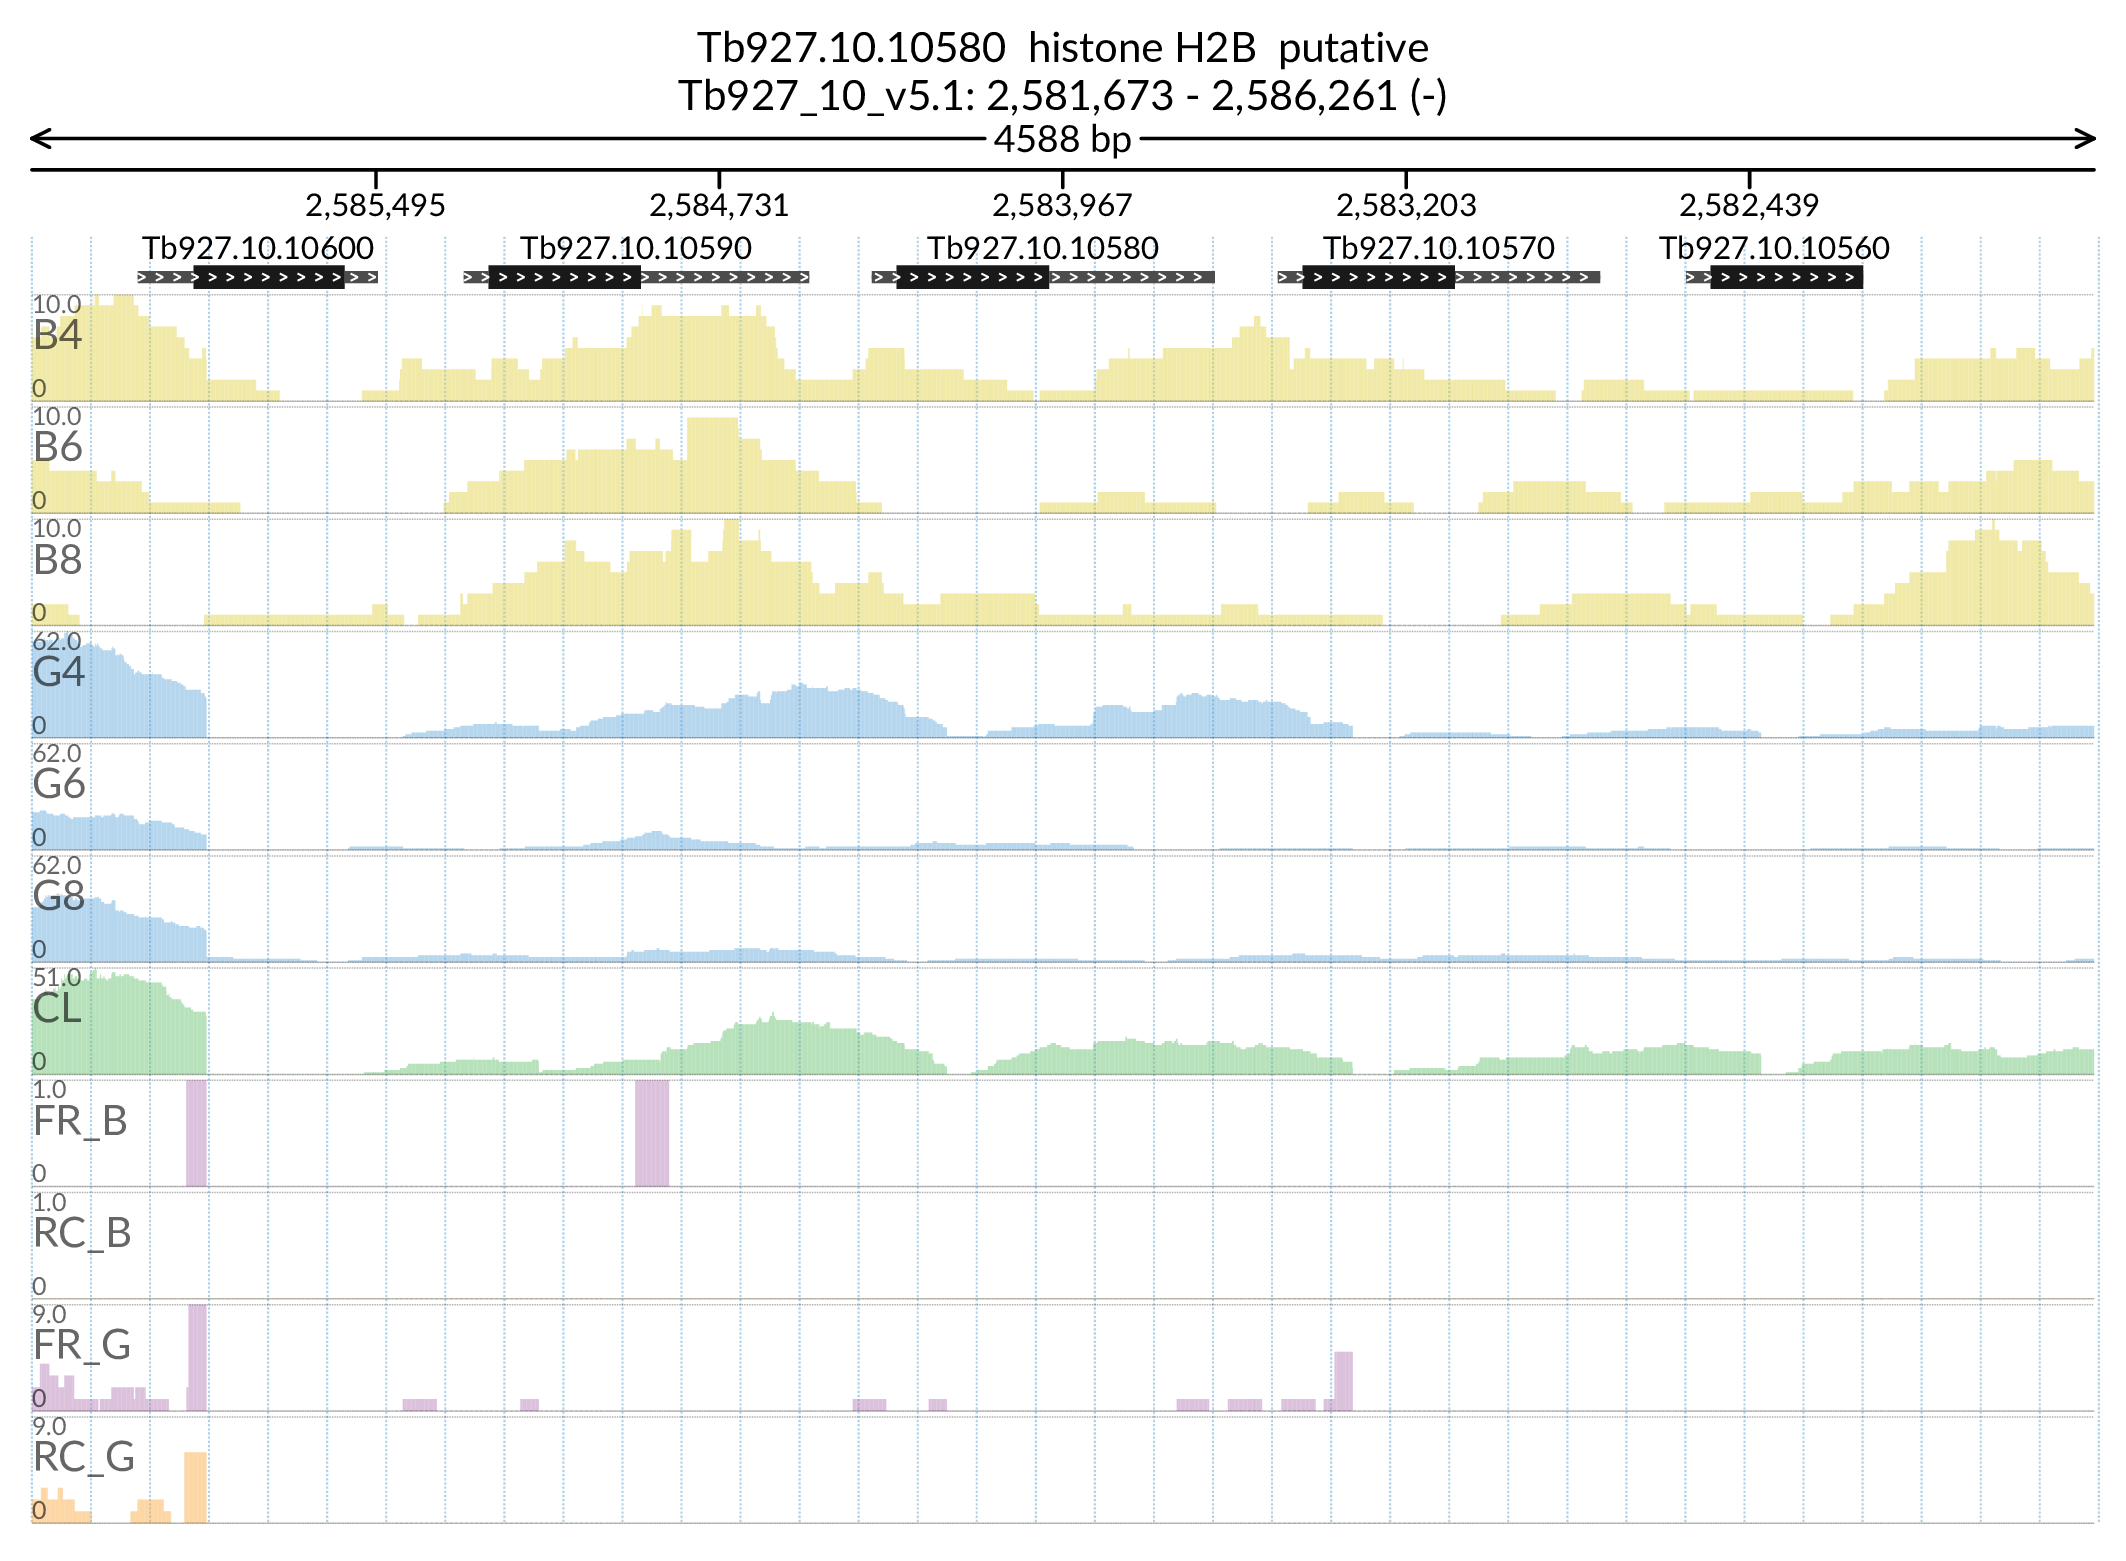 Tb927.10.10580  histone H2B  putative
Tb927_10_v5.1: 2,581,673 - 2,586,261 (-)
4588 bp
2,585,495 2,584,731 2,583,967 2,583,203 2,582,439
Tb927.10.10600 Tb927.10.10590 Tb927.10.10580 Tb927.10.10570 Tb927.10.10560
10.0
B4
0
10.0
B6
0
10.0
B8
0
62.0
G4
0
62.0
G6
0
62.0
G8
0
51.0
CL
0
1.0
FR_B
0
1.0
RC_B
0
9.0
FR_G
0
9.0
RC_G
0